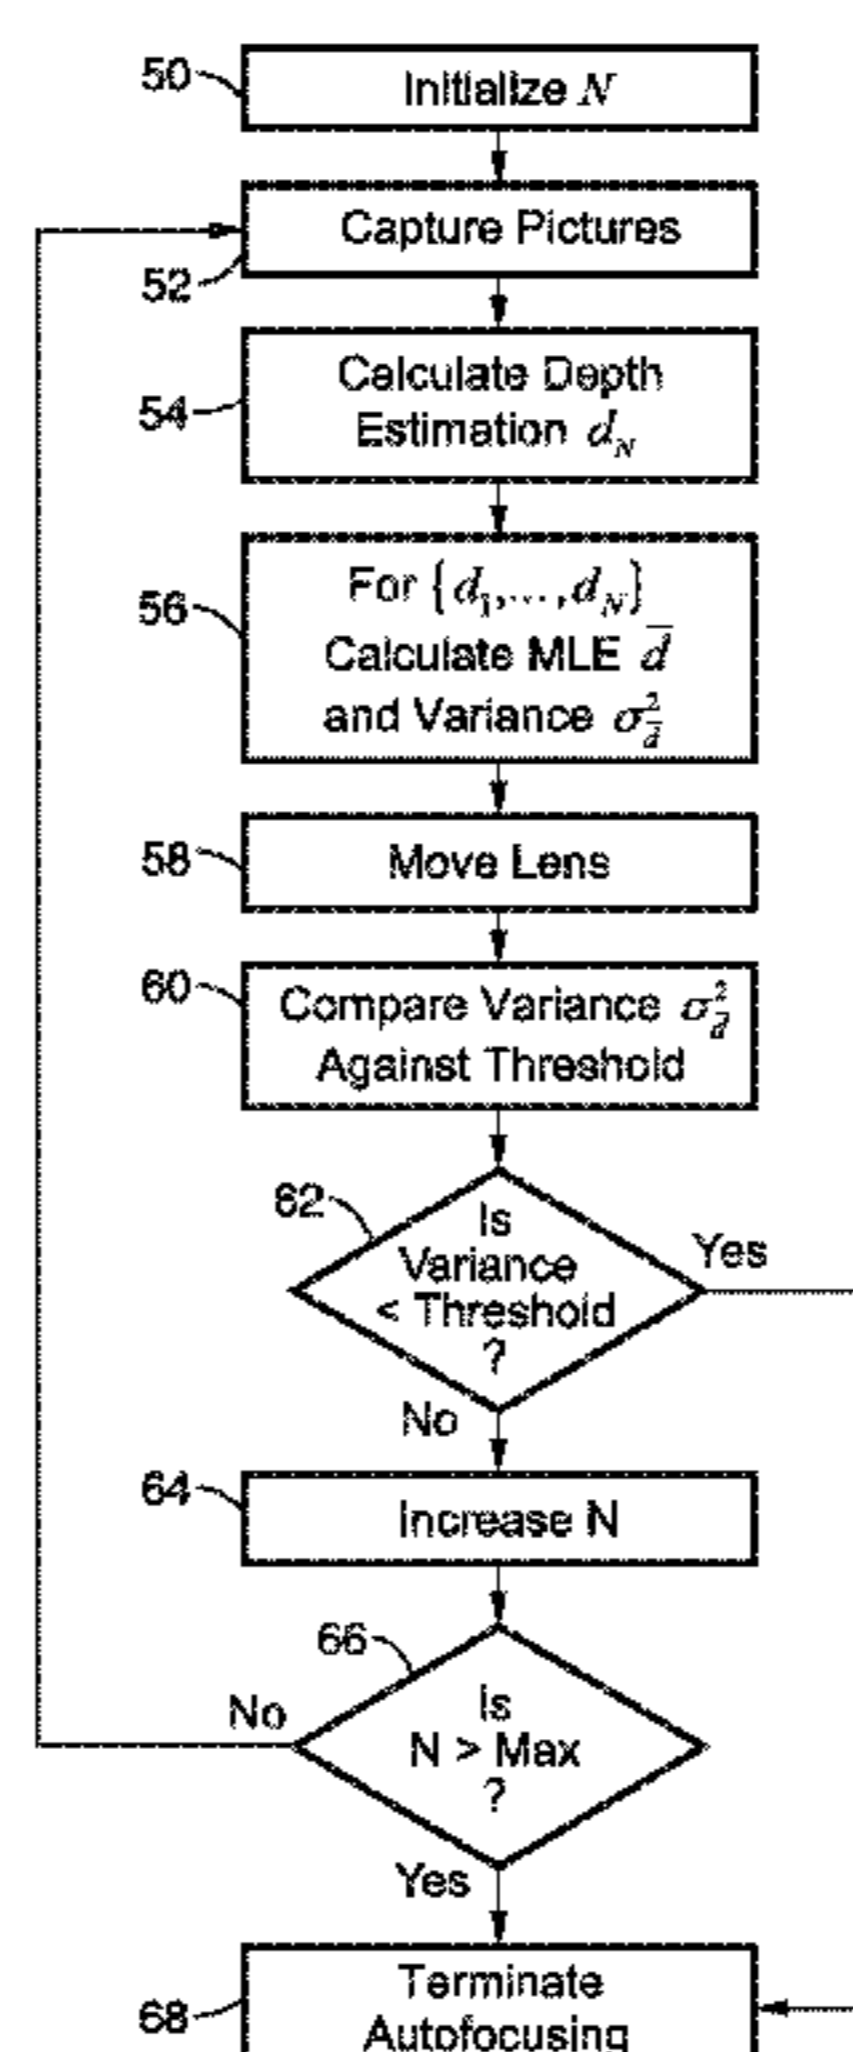 50
Initialize N
Capture Pictures
52
54
Calculate Depth
Estimation d_N
56
For {d_1,...,d_N}
Calculate MLE d̅
and Variance σ²_d̅
58
Move Lens
60
Compare Variance σ²_d̅
Against Threshold
62
Is
Variance
< Threshold
?
Yes
No
64
Increase N
66
Is
N > Max
?
No
Yes
68
Terminate
Autofocusing